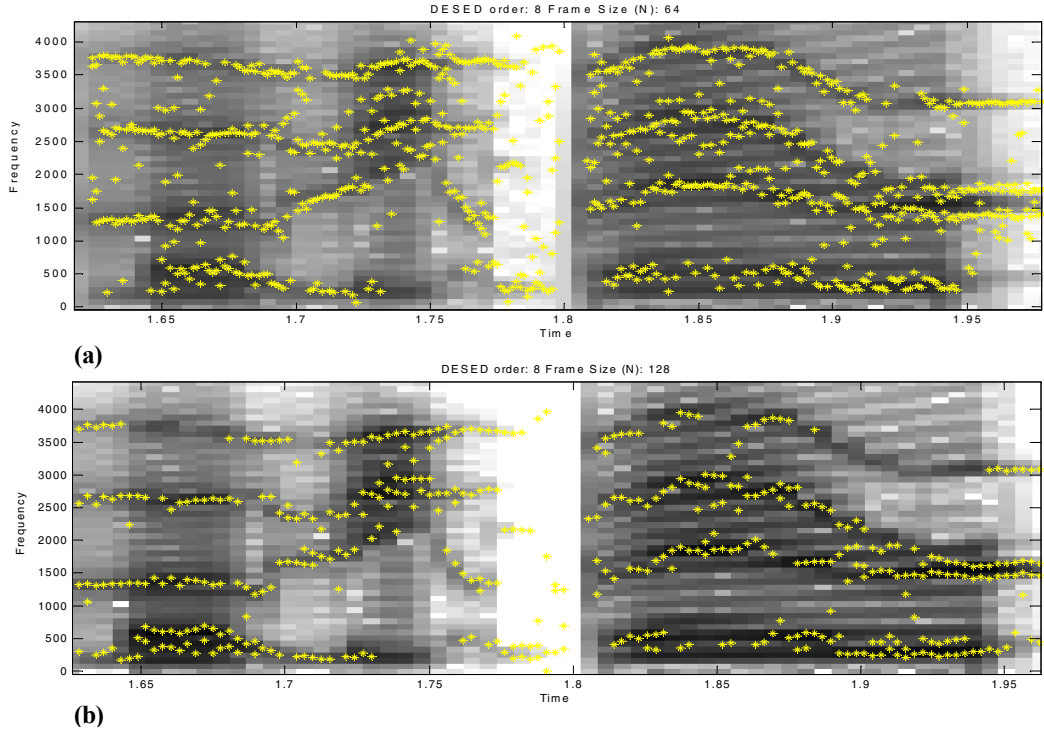 DESED order: 8 Frame Size (N): 64
4000
3500
3000
2500
2000
1500
1000
500
0
Frequency
1.65 1.7 1.75 1.8 1.85 1.9 1.95
Time
(a)
DESED order: 8 Frame Size (N): 128
4000
3500
3000
2500
2000
1500
1000
500
0
Frequency
1.65 1.7 1.75 1.8 1.85 1.9 1.95
Time
(b)